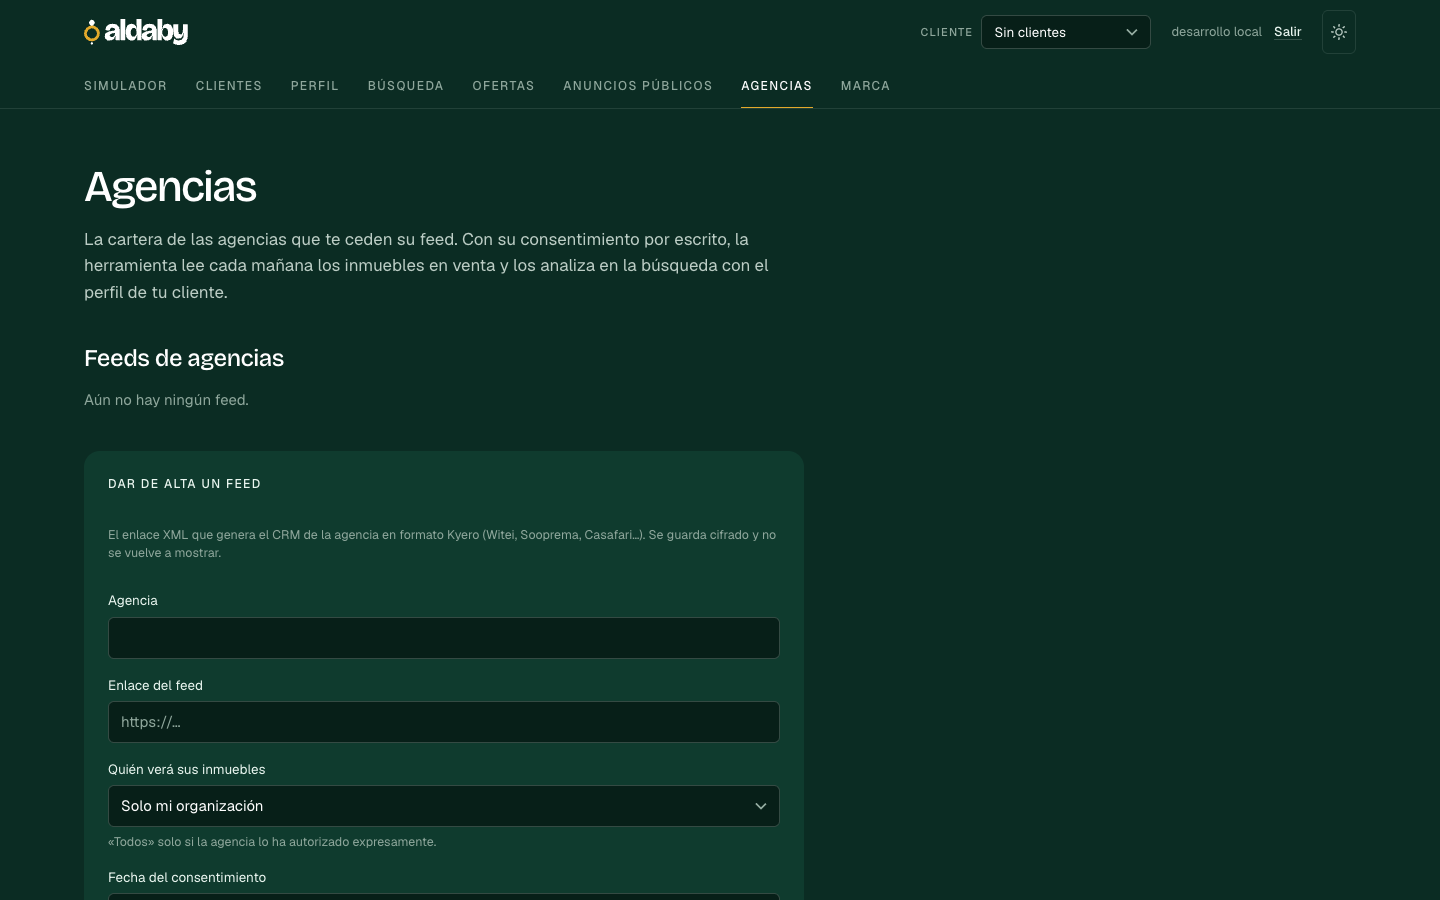 aldaby
CLIENTE
Sin clientes
desarrollo local
Salir
SIMULADOR
CLIENTES
PERFIL
BÚSQUEDA
OFERTAS
ANUNCIOS PÚBLICOS
AGENCIAS
MARCA
Agencias
La cartera de las agencias que te ceden su feed. Con su consentimiento por escrito, la
herramienta lee cada mañana los inmuebles en venta y los analiza en la búsqueda con el
perfil de tu cliente.
Feeds de agencias
Aún no hay ningún feed.
DAR DE ALTA UN FEED
El enlace XML que genera el CRM de la agencia en formato Kyero (Witei, Sooprema, Casafari…). Se guarda cifrado y no
se vuelve a mostrar.
Agencia
Enlace del feed
https://…
Quién verá sus inmuebles
Solo mi organización
«Todos» solo si la agencia lo ha autorizado expresamente.
Fecha del consentimiento